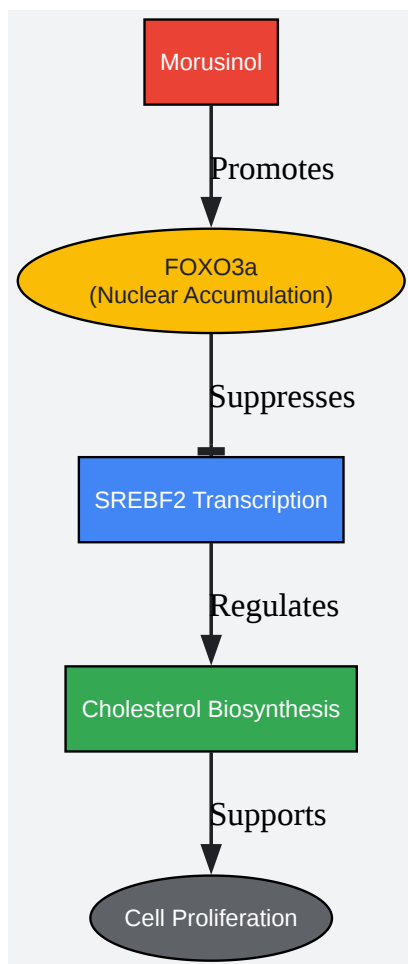 Morusinol
Promotes
FOXO3a
(Nuclear Accumulation)
Suppresses
SREBF2 Transcription
Regulates
Cholesterol Biosynthesis
Supports
Cell Proliferation